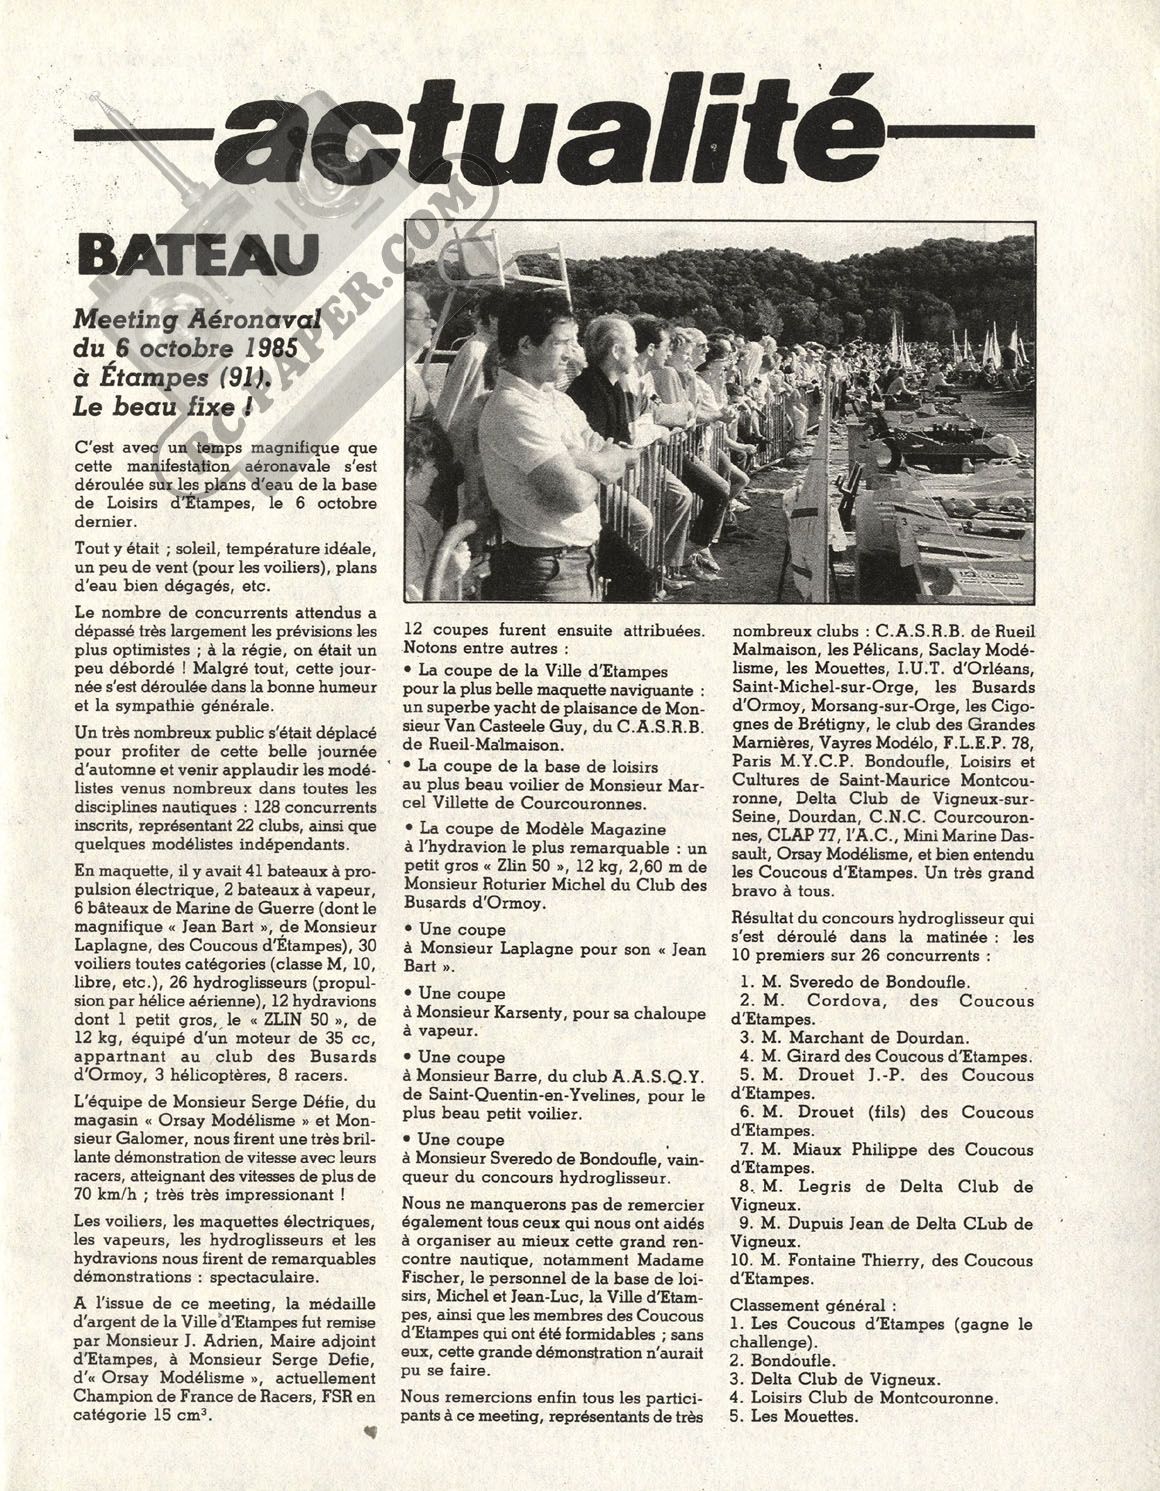 actualité
BATEAU
Meeting Aéronaval
du 6 octobre 1985
à Étampes (91).
Le beau fixe !
C'est avec un temps magnifique que
cette manifestation aéronavale s'est
déroulée sur les plans d'eau de la base
de Loisirs d'Étampes, le 6 octobre
dernier.
Tout y était ; soleil, température idéale,
un peu de vent (pour les voiliers), plans
d'eau bien dégagés, etc.
Le nombre de concurrents attendus a
dépassé très largement les prévisions les
plus optimistes ; à la régie, on était un
peu débordé ! Malgré tout, cette jour-
née s'est déroulée dans la bonne humeur
et la sympathie générale.
Un très nombreux public s'était déplacé
pour profiter de cette belle journée
d'automne et venir applaudir les modé-
listes venus nombreux dans toutes les
disciplines nautiques : 128 concurrents
inscrits, représentant 22 clubs, ainsi que
quelques modélistes indépendants.
En maquette, il y avait 41 bateaux à pro-
pulsion électrique, 2 bateaux à vapeur,
6 bâteaux de Marine de Guerre (dont le
magnifique « Jean Bart », de Monsieur
Laplagne, des Coucous d'Étampes), 30
voiliers toutes catégories (classe M, 10,
libre, etc.), 26 hydroglisseurs (propul-
sion par hélice aérienne), 12 hydravions
dont 1 petit gros, le « ZLIN 50 », de
12 kg, équipé d'un moteur de 35 cc,
appartnant au club des Busards
d'Ormoy, 3 hélicoptères, 8 racers.
L'équipe de Monsieur Serge Défie, du
magasin « Orsay Modélisme » et Mon-
sieur Galomer, nous firent une très bril-
lante démonstration de vitesse avec leurs
racers, atteignant des vitesses de plus de
70 km/h ; très très impressionant !
Les voiliers, les maquettes électriques,
les vapeurs, les hydroglisseurs et les
hydravions nous firent de remarquables
démonstrations : spectaculaire.
A l'issue de ce meeting, la médaille
d'argent de la Ville d'Etampes fut remise
par Monsieur J. Adrien, Maire adjoint
d'Etampes, à Monsieur Serge Defie,
d'« Orsay Modélisme », actuellement
Champion de France de Racers, FSR en
catégorie 15 cm³.
12 coupes furent ensuite attribuées.
Notons entre autres :
• La coupe de la Ville d'Etampes
pour la plus belle maquette naviguante :
un superbe yacht de plaisance de Mon-
sieur Van Casteele Guy, du C.A.S.R.B.
de Rueil-Malmaison.
• La coupe de la base de loisirs
au plus beau voilier de Monsieur Mar-
cel Villette de Courcouronnes.
• La coupe de Modèle Magazine
à l'hydravion le plus remarquable : un
petit gros « Zlin 50 », 12 kg, 2,60 m de
Monsieur Roturier Michel du Club des
Busards d'Ormoy.
• Une coupe
à Monsieur Laplagne pour son « Jean
Bart ».
• Une coupe
à Monsieur Karsenty, pour sa chaloupe
à vapeur.
• Une coupe
à Monsieur Barre, du club A.A.S.Q.Y.
de Saint-Quentin-en-Yvelines, pour le
plus beau petit voilier.
• Une coupe
à Monsieur Sveredo de Bondoufle, vain-
queur du concours hydroglisseur.
Nous ne manquerons pas de remercier
également tous ceux qui nous ont aidés
à organiser au mieux cette grand ren-
contre nautique, notamment Madame
Fischer, le personnel de la base de loi-
sirs, Michel et Jean-Luc, la Ville d'Etam-
pes, ainsi que les membres des Coucous
d'Etampes qui ont été formidables ; sans
eux, cette grande démonstration n'aurait
pu se faire.
Nous remercions enfin tous les partici-
pants à ce meeting, représentants de très
nombreux clubs : C.A.S.R.B. de Rueil
Malmaison, les Pélicans, Saclay Modé-
lisme, les Mouettes, I.U.T. d'Orléans,
Saint-Michel-sur-Orge, les Busards
d'Ormoy, Morsang-sur-Orge, les Cigo-
gnes de Brétigny, le club des Grandes
Marnières, Vayres Modélo, F.L.E.P. 78,
Paris M.Y.C.P. Bondoufle, Loisirs et
Cultures de Saint-Maurice Montcou-
ronne, Delta Club de Vigneux-sur-
Seine, Dourdan, C.N.C. Courcouron-
nes, CLAP 77, l'A.C., Mini Marine Das-
sault, Orsay Modélisme, et bien entendu
les Coucous d'Etampes. Un très grand
bravo à tous.
Résultat du concours hydroglisseur qui
s'est déroulé dans la matinée : les
10 premiers sur 26 concurrents :
1. M. Sveredo de Bondoufle.
2. M. Cordova, des Coucous
d'Etampes.
3. M. Marchant de Dourdan.
4. M. Girard des Coucous d'Etampes.
5. M. Drouet J.-P. des Coucous
d'Etampes.
6. M. Drouet (fils) des Coucous
d'Etampes.
7. M. Miaux Philippe des Coucous
d'Etampes.
8. M. Legris de Delta Club de
Vigneux.
9. M. Dupuis Jean de Delta CLub de
Vigneux.
10. M. Fontaine Thierry, des Coucous
d'Etampes.
Classement général :
1. Les Coucous d'Etampes (gagne le
challenge).
2. Bondoufle.
3. Delta Club de Vigneux.
4. Loisirs Club de Montcouronne.
5. Les Mouettes.
RC-PAPER.COM